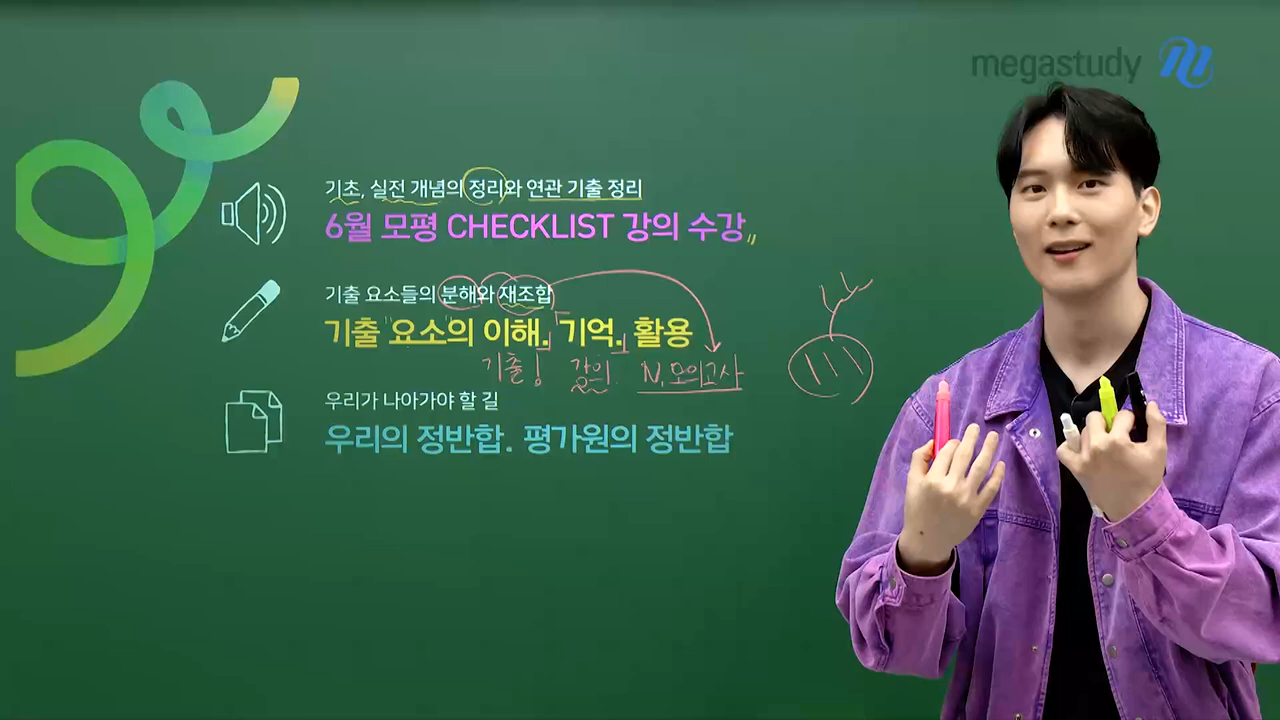 megastudy
기초, 실전 개념의 정리와 연관 기출 정리
6월 모평 CHECKLIST 강의 수강
기출 요소들의 분해와 재조합
기출 "요소"의 이해. 기억. 활용
기출 강의 N.모의고사
우리가 나아가야 할 길
우리의 정반합. 평가원의 정반합